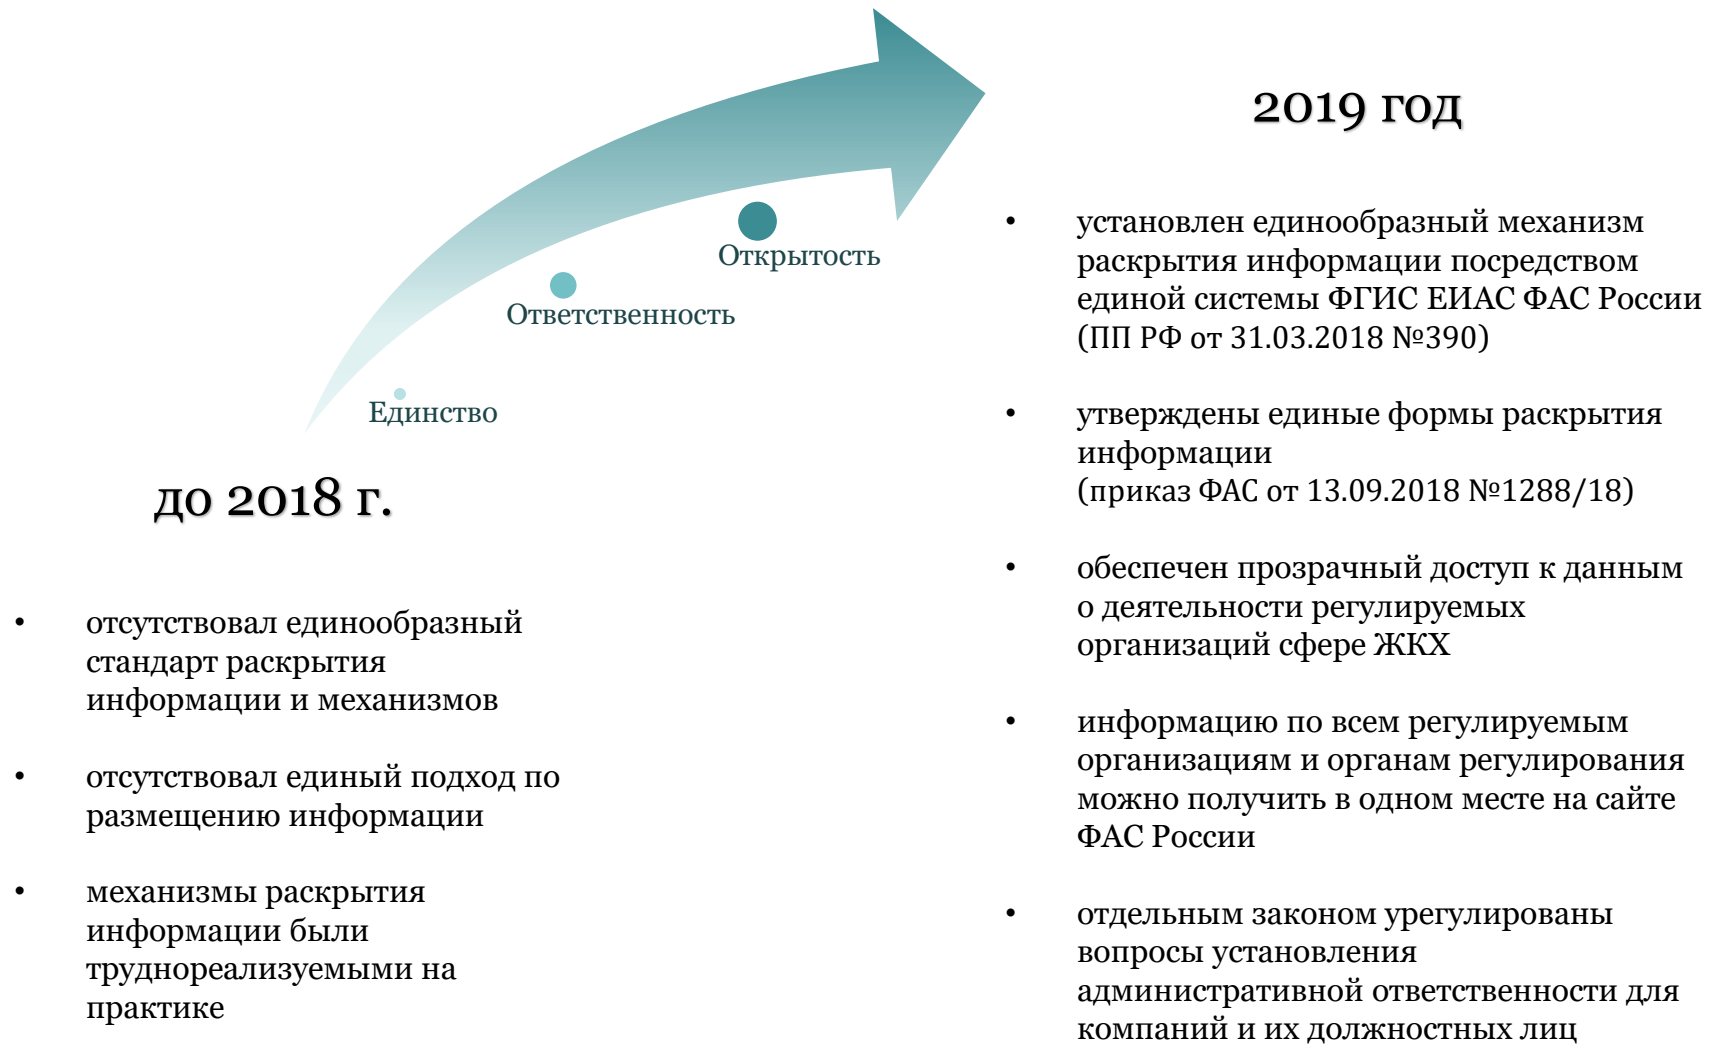 2019 год
Открытость
Ответственность
Единство
до 2018 г.
• отсутствовал единообразный
стандарт раскрытия
информации и механизмов
• отсутствовал единый подход по
размещению информации
• механизмы раскрытия
информации были
труднореализуемыми на
практике
• установлен единообразный механизм
раскрытия информации посредством
единой системы ФГИС ЕИАС ФАС России
(ПП РФ от 31.03.2018 №390)
• утверждены единые формы раскрытия
информации
(приказ ФАС от 13.09.2018 №1288/18)
• обеспечен прозрачный доступ к данным
о деятельности регулируемых
организаций сфере ЖКХ
• информацию по всем регулируемым
организациям и органам регулирования
можно получить в одном месте на сайте
ФАС России
• отдельным законом урегулированы
вопросы установления
административной ответственности для
компаний и их должностных лиц